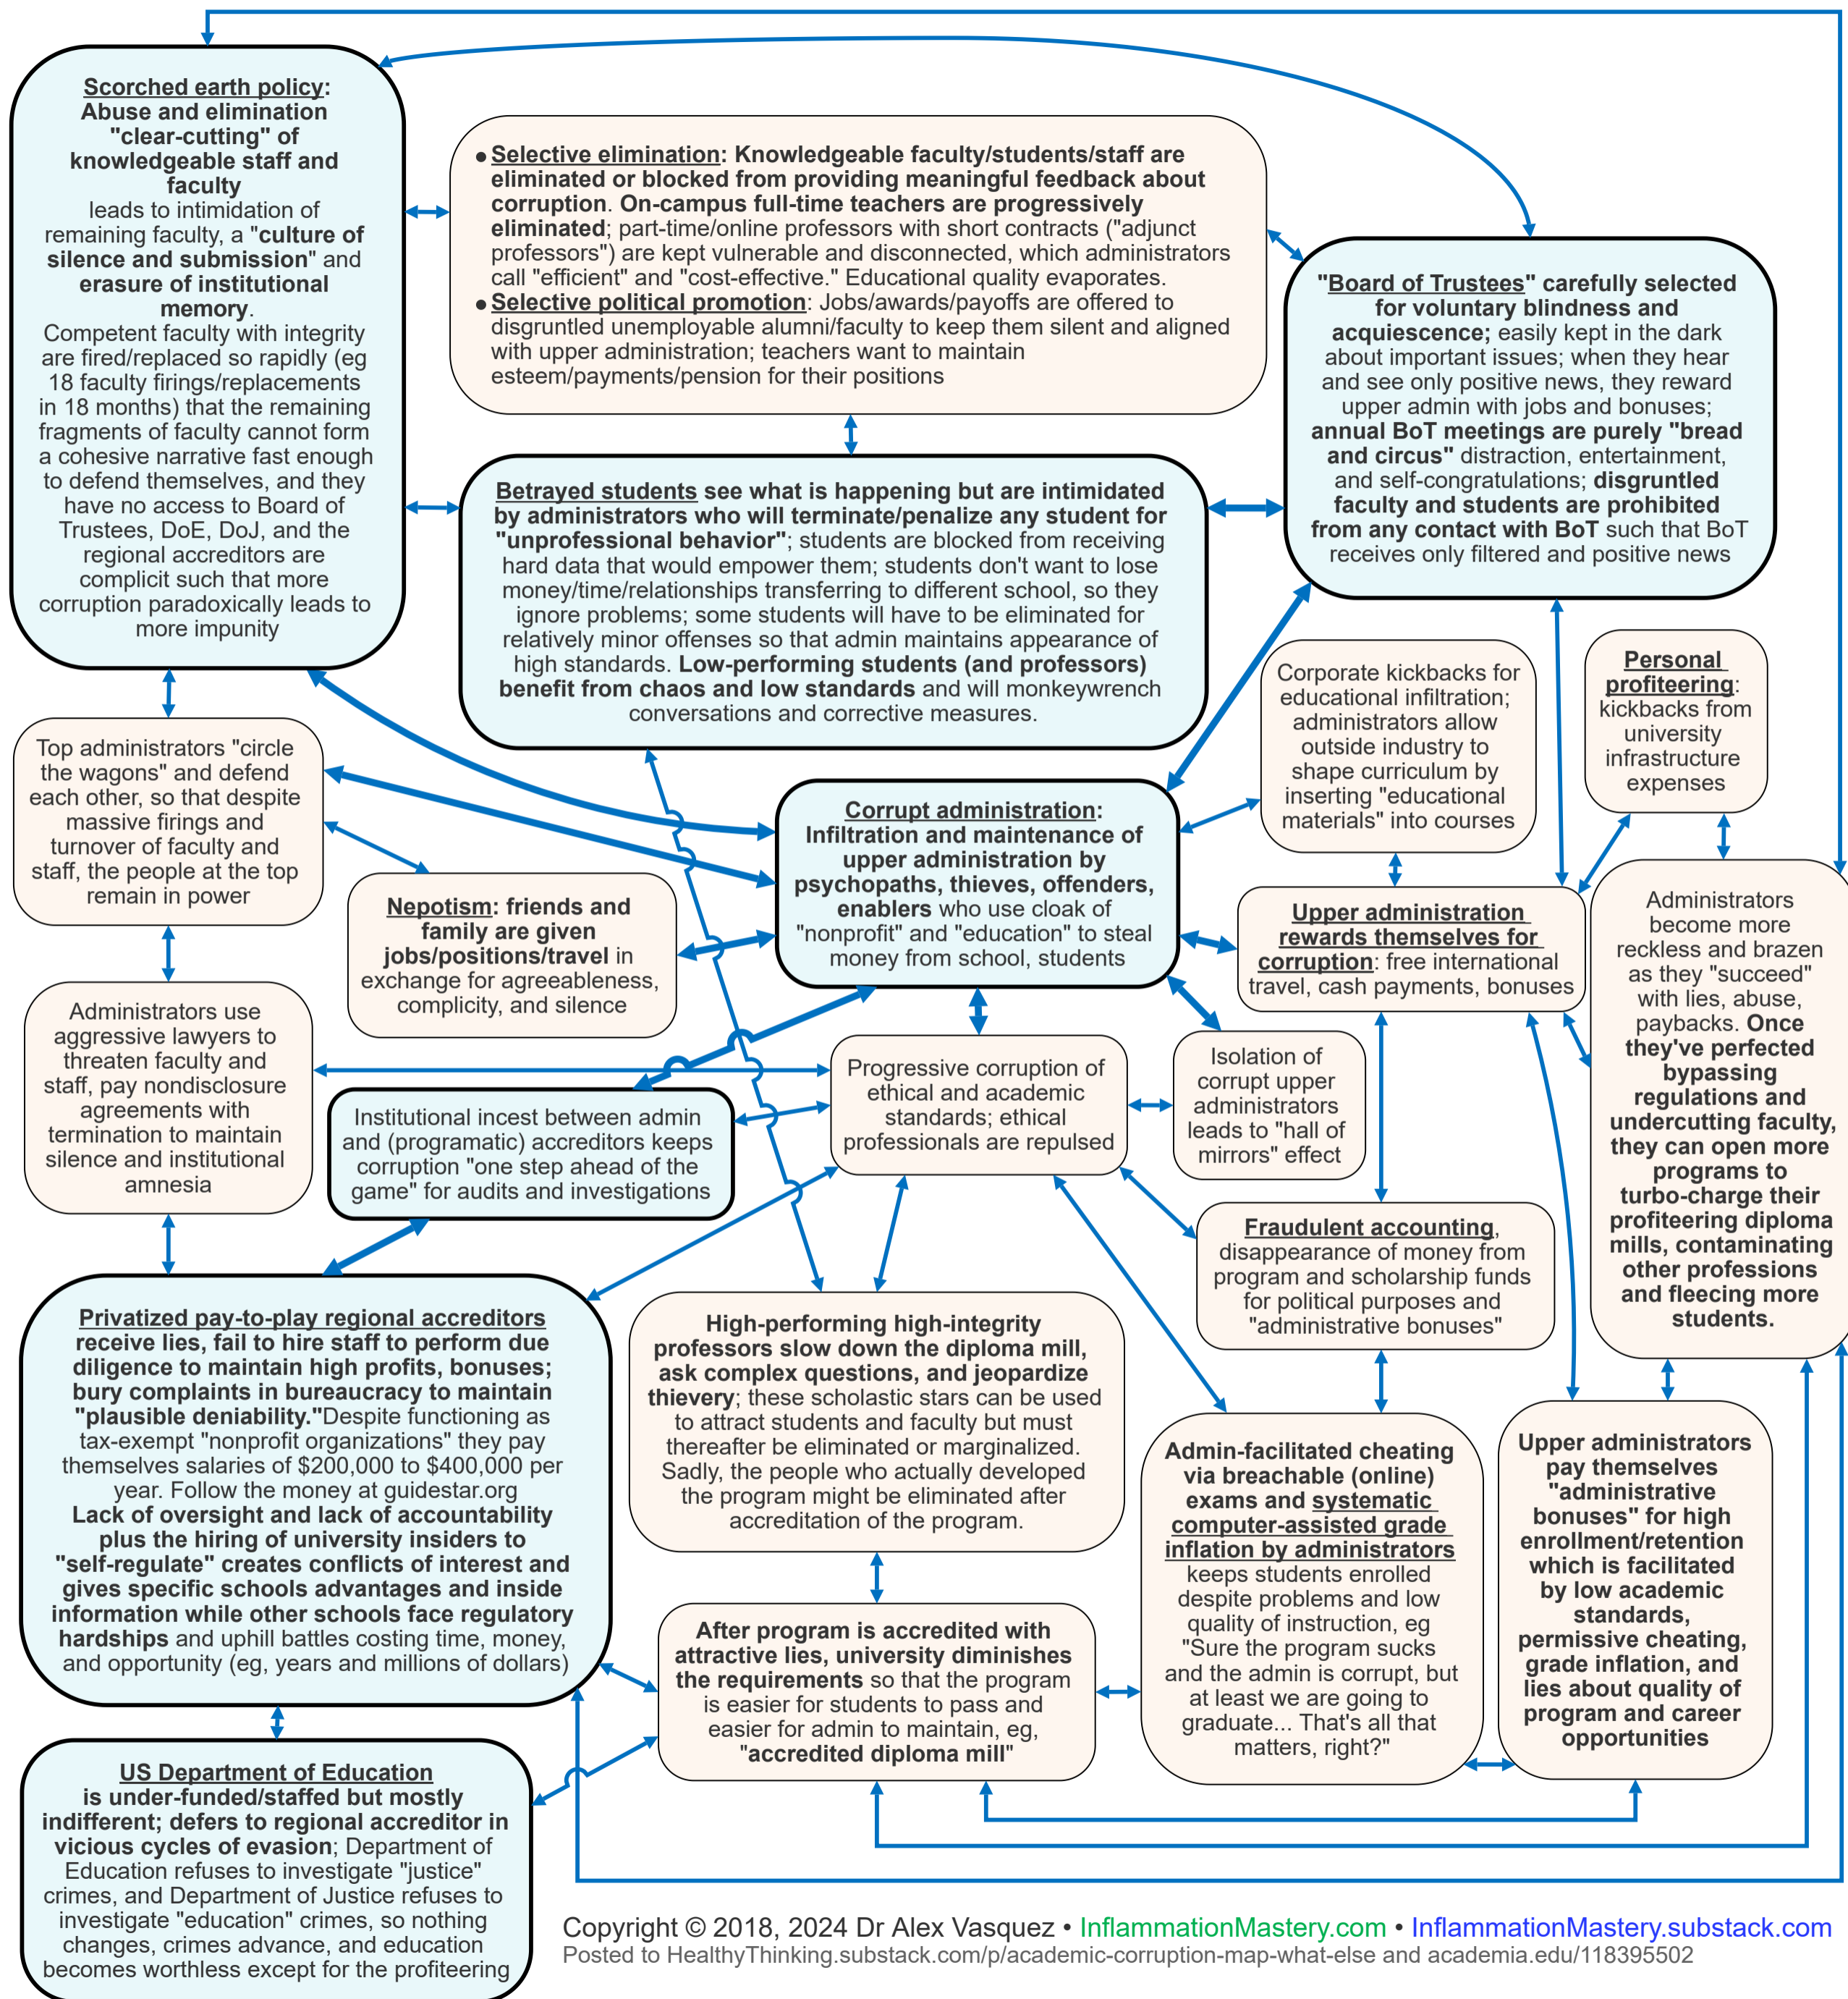 Scorched earth policy:
Abuse and elimination
"clear-cutting" of
knowledgeable staff and
faculty
leads to intimidation of
remaining faculty, a "culture of
silence and submission" and
erasure of institutional
memory.
Competent faculty with integrity
are fired/replaced so rapidly (eg
18 faculty firings/replacements
in 18 months) that the remaining
fragments of faculty cannot form
a cohesive narrative fast enough
to defend themselves, and they
have no access to Board of
Trustees, DoE, DoJ, and the
regional accreditors are
complicit such that more
corruption paradoxically leads to
more impunity
● Selective elimination: Knowledgeable faculty/students/staff are
eliminated or blocked from providing meaningful feedback about
corruption. On-campus full-time teachers are progressively
eliminated; part-time/online professors with short contracts ("adjunct
professors") are kept vulnerable and disconnected, which administrators
call "efficient" and "cost-effective." Educational quality evaporates.
● Selective political promotion: Jobs/awards/payoffs are offered to
disgruntled unemployable alumni/faculty to keep them silent and aligned
with upper administration; teachers want to maintain
esteem/payments/pension for their positions
"Board of Trustees" carefully selected
for voluntary blindness and
acquiescence; easily kept in the dark
about important issues; when they hear
and see only positive news, they reward
upper admin with jobs and bonuses;
annual BoT meetings are purely "bread
and circus" distraction, entertainment,
and self-congratulations; disgruntled
faculty and students are prohibited
from any contact with BoT such that BoT
receives only filtered and positive news
Betrayed students see what is happening but are intimidated
by administrators who will terminate/penalize any student for
"unprofessional behavior"; students are blocked from receiving
hard data that would empower them; students don't want to lose
money/time/relationships transferring to different school, so they
ignore problems; some students will have to be eliminated for
relatively minor offenses so that admin maintains appearance of
high standards. Low-performing students (and professors)
benefit from chaos and low standards and will monkeywrench
conversations and corrective measures.
Corporate kickbacks for
educational infiltration;
administrators allow
outside industry to
shape curriculum by
inserting "educational
materials" into courses
Personal
profiteering:
kickbacks from
university
infrastructure
expenses
Top administrators "circle
the wagons" and defend
each other, so that despite
massive firings and
turnover of faculty and
staff, the people at the top
remain in power
Nepotism: friends and
family are given
jobs/positions/travel in
exchange for agreeableness,
complicity, and silence
Corrupt administration:
Infiltration and maintenance of
upper administration by
psychopaths, thieves, offenders,
enablers who use cloak of
"nonprofit" and "education" to steal
money from school, students
Upper administration
rewards themselves for
corruption: free international
travel, cash payments, bonuses
Administrators
become more
reckless and brazen
as they "succeed"
with lies, abuse,
paybacks. Once
they've perfected
bypassing
regulations and
undercutting faculty,
they can open more
programs to
turbo-charge their
profiteering diploma
mills, contaminating
other professions
and fleecing more
students.
Administrators use
aggressive lawyers to
threaten faculty and
staff, pay nondisclosure
agreements with
termination to maintain
silence and institutional
amnesia
Institutional incest between admin
and (programatic) accreditors keeps
corruption "one step ahead of the
game" for audits and investigations
Progressive corruption of
ethical and academic
standards; ethical
professionals are repulsed
Isolation of
corrupt upper
administrators
leads to "hall of
mirrors" effect
Fraudulent accounting,
disappearance of money from
program and scholarship funds
for political purposes and
"administrative bonuses"
Privatized pay-to-play regional accreditors
receive lies, fail to hire staff to perform due
diligence to maintain high profits, bonuses;
bury complaints in bureaucracy to maintain
"plausible deniability."Despite functioning as
tax-exempt "nonprofit organizations" they pay
themselves salaries of $200,000 to $400,000 per
year. Follow the money at guidestar.org
Lack of oversight and lack of accountability
plus the hiring of university insiders to
"self-regulate" creates conflicts of interest and
gives specific schools advantages and inside
information while other schools face regulatory
hardships and uphill battles costing time, money,
and opportunity (eg, years and millions of dollars)
High-performing high-integrity
professors slow down the diploma mill,
ask complex questions, and jeopardize
thievery; these scholastic stars can be used
to attract students and faculty but must
thereafter be eliminated or marginalized.
Sadly, the people who actually developed
the program might be eliminated after
accreditation of the program.
Admin-facilitated cheating
via breachable (online)
exams and systematic
computer-assisted grade
inflation by administrators
keeps students enrolled
despite problems and low
quality of instruction, eg
"Sure the program sucks
and the admin is corrupt, but
at least we are going to
graduate... That's all that
matters, right?"
Upper administrators
pay themselves
"administrative
bonuses" for high
enrollment/retention
which is facilitated
by low academic
standards,
permissive cheating,
grade inflation, and
lies about quality of
program and career
opportunities
After program is accredited with
attractive lies, university diminishes
the requirements so that the program
is easier for students to pass and
easier for admin to maintain, eg,
"accredited diploma mill"
US Department of Education
is under-funded/staffed but mostly
indifferent; defers to regional accreditor in
vicious cycles of evasion; Department of
Education refuses to investigate "justice"
crimes, and Department of Justice refuses to
investigate "education" crimes, so nothing
changes, crimes advance, and education
becomes worthless except for the profiteering
Copyright © 2018, 2024 Dr Alex Vasquez • InflammationMastery.com • InflammationMastery.substack.com
Posted to HealthyThinking.substack.com/p/academic-corruption-map-what-else and academia.edu/118395502